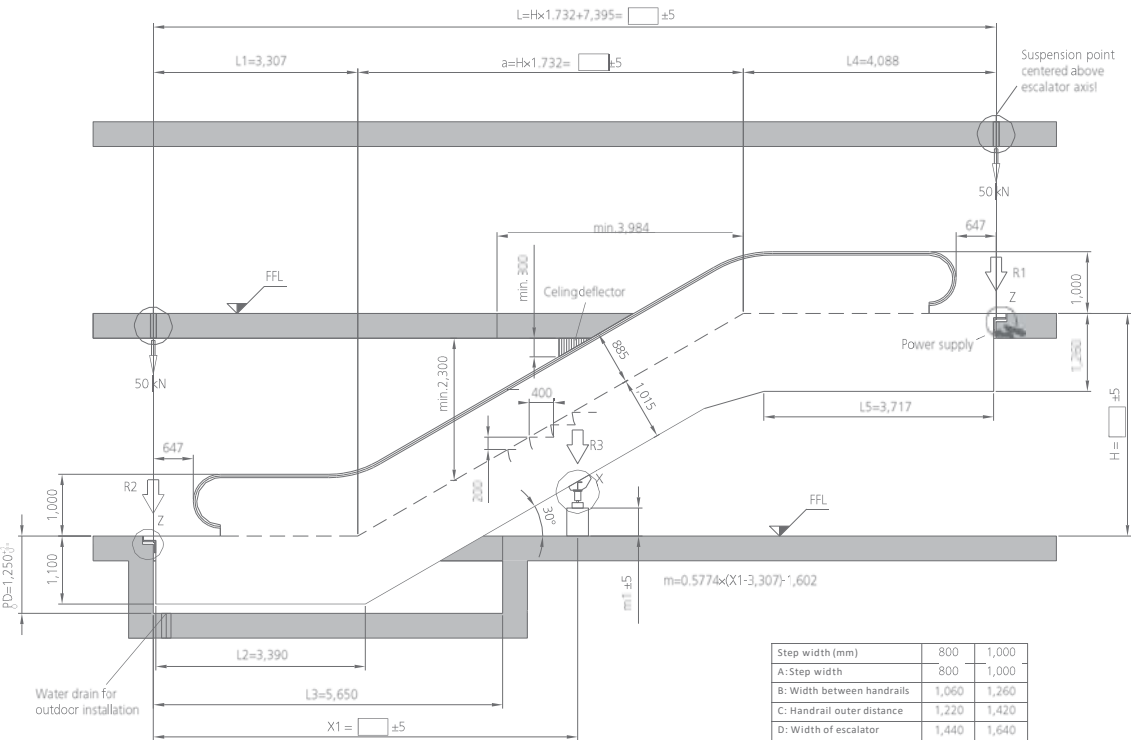 L=H×1.732+7,395= ±5
L1=3,307
a=H×1.732= ±5
L4=4,088
Suspension point
centered above
escalator axis!
50 kN
min.3,984
647
FFL
min. 300
Celingdeflector
R1
1,000
Z
Power supply
1,260
50 kN
min.2,300
885
1,015
400
L5=3,717
H = ±5
647
R2
1,000
Z
200
R3
X
30°
FFL
PD=1,250
1,100
m1 ±5
m=0.5774×(X1-3,307)-1,602
L2=3,390
Water drain for
outdoor installation
L3=5,650
X1 = ±5
Step width (mm) 800 1,000
A: Step width 800 1,000
B: Width between handrails 1,060 1,260
C: Handrail outer distance 1,220 1,420
D: Width of escalator 1,440 1,640